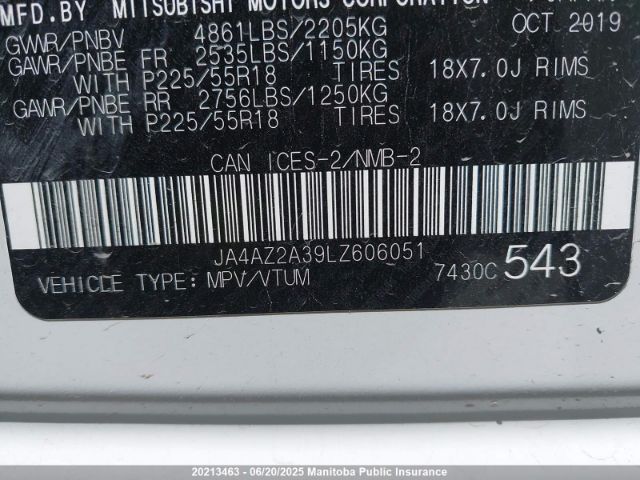 MFD.BY MITSUBISHI MOTORS CORPORATION
OCT 2019
GVWR/PNBV 4861LBS/2205KG
GAWR/PNBE FR 2535LBS/1150KG
WITH P225/55R18 TIRES 18X7.0J RIMS
GAWR/PNBE RR 2756LBS/1250KG
WITH P225/55R18 TIRES 18X7.0J RIMS
CAN ICES-2/NMB-2
JA4AZ2A39LZ606051
VEHICLE TYPE: MPV/VTUM 7430C 543
20213463 - 06/20/2025 Manitoba Public Insurance